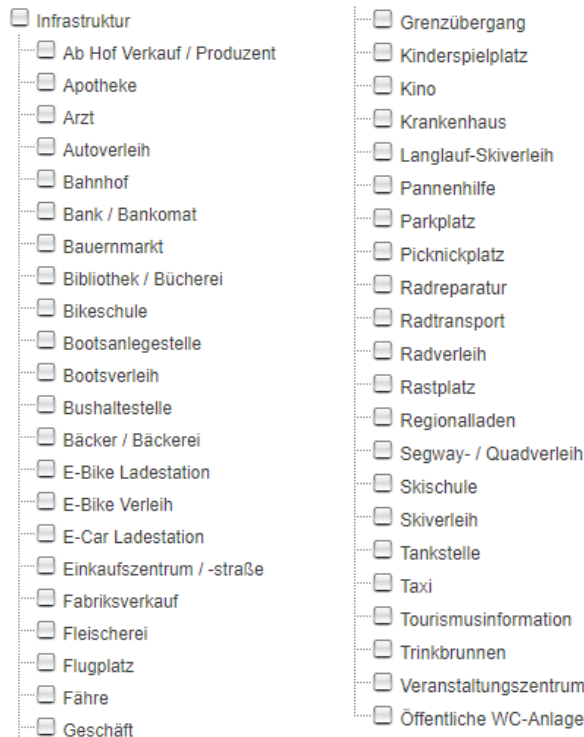 Infrastruktur
Ab Hof Verkauf / Produzent
Apotheke
Arzt
Autoverleih
Bahnhof
Bank / Bankomat
Bauernmarkt
Bibliothek / Bücherei
Bikeschule
Bootsanlegestelle
Bootsverleih
Bushaltestelle
Bäcker / Bäckerei
E-Bike Ladestation
E-Bike Verleih
E-Car Ladestation
Einkaufszentrum / -straße
Fabriksverkauf
Fleischerei
Flugplatz
Fähre
Geschäft
Grenzübergang
Kinderspielplatz
Kino
Krankenhaus
Langlauf-Skiverleih
Pannenhilfe
Parkplatz
Picknickplatz
Radreparatur
Radtransport
Radverleih
Rastplatz
Regionalladen
Segway- / Quadverleih
Skischule
Skiverleih
Tankstelle
Taxi
Tourismusinformation
Trinkbrunnen
Veranstaltungszentrum
Öffentliche WC-Anlage